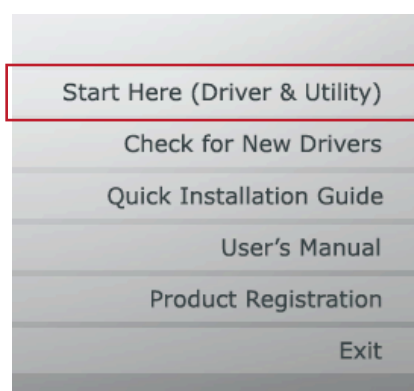 Start Here (Driver & Utility)
Check for New Drivers
Quick Installation Guide
User's Manual
Product Registration
Exit